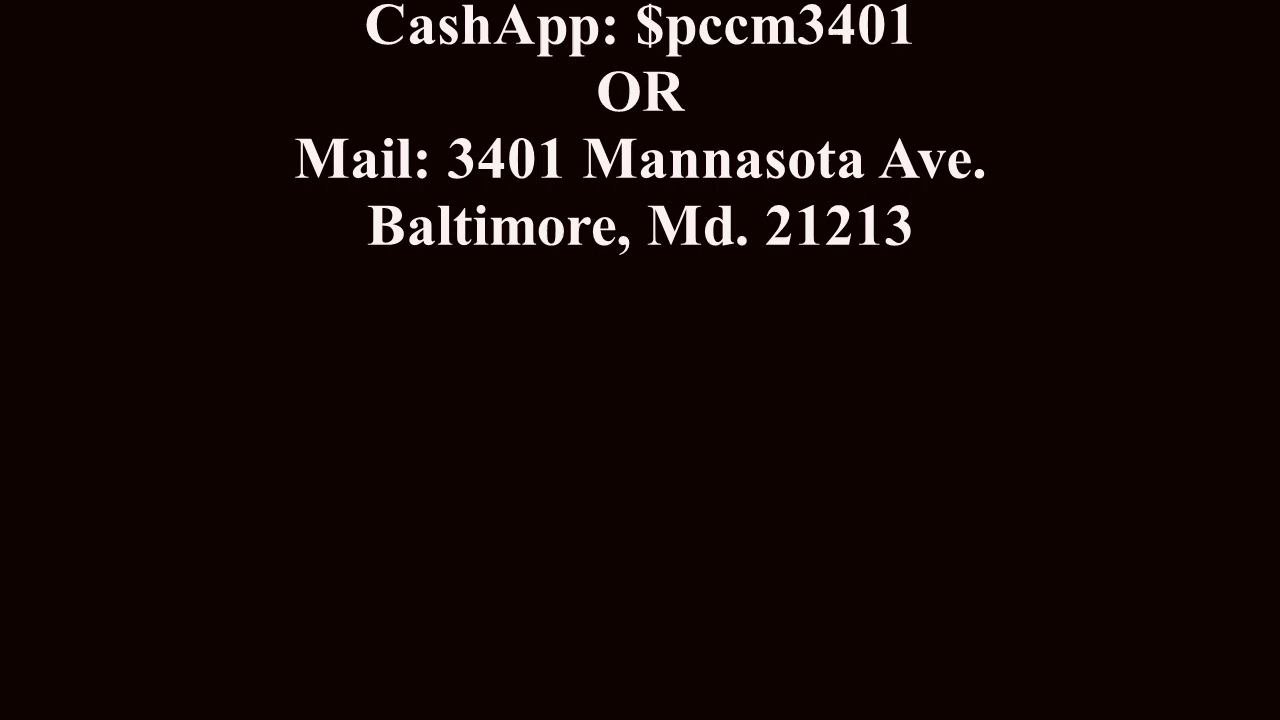 CashApp: $pccm3401
OR
Mail: 3401 Mannasota Ave.
Baltimore, Md. 21213